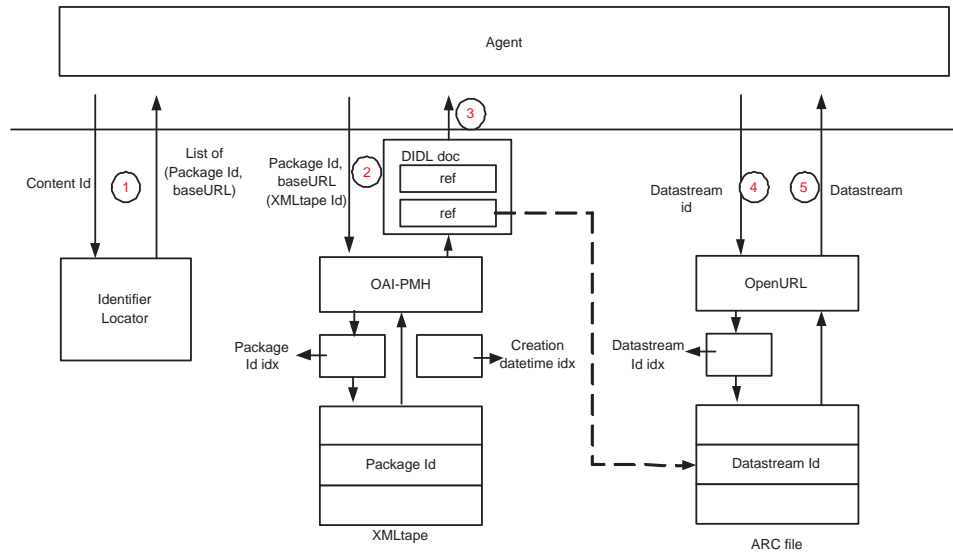 Agent
3
DIDL doc
ref
ref
Content Id
1
List of
(Package Id,
baseURL)
Package Id,
baseURL
(XMLtape Id)
2
Datastream
id
4
5
Datastream
Identifier
Locator
OAI-PMH
OpenURL
Package
Id idx
Creation
datetime idx
Datastream
Id idx
Package Id
Datastream Id
XMLtape
ARC file